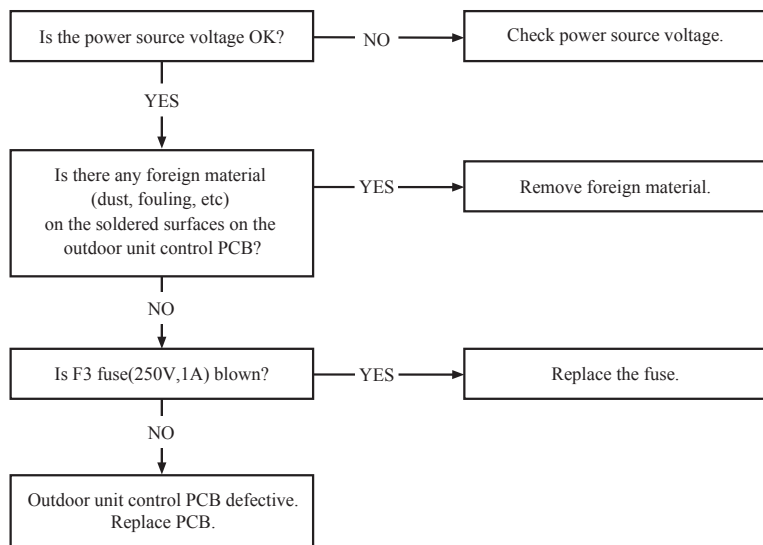 Is the power source voltage OK?
NO
Check power source voltage.
YES
Is there any foreign material
(dust, fouling, etc)
on the soldered surfaces on the
outdoor unit control PCB?
YES
Remove foreign material.
NO
Is F3 fuse(250V,1A) blown?
YES
Replace the fuse.
NO
Outdoor unit control PCB defective.
Replace PCB.